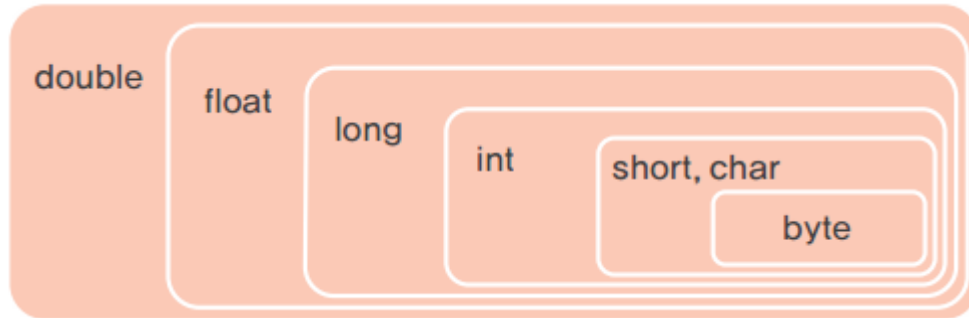 double
float
long
int
short, char
byte